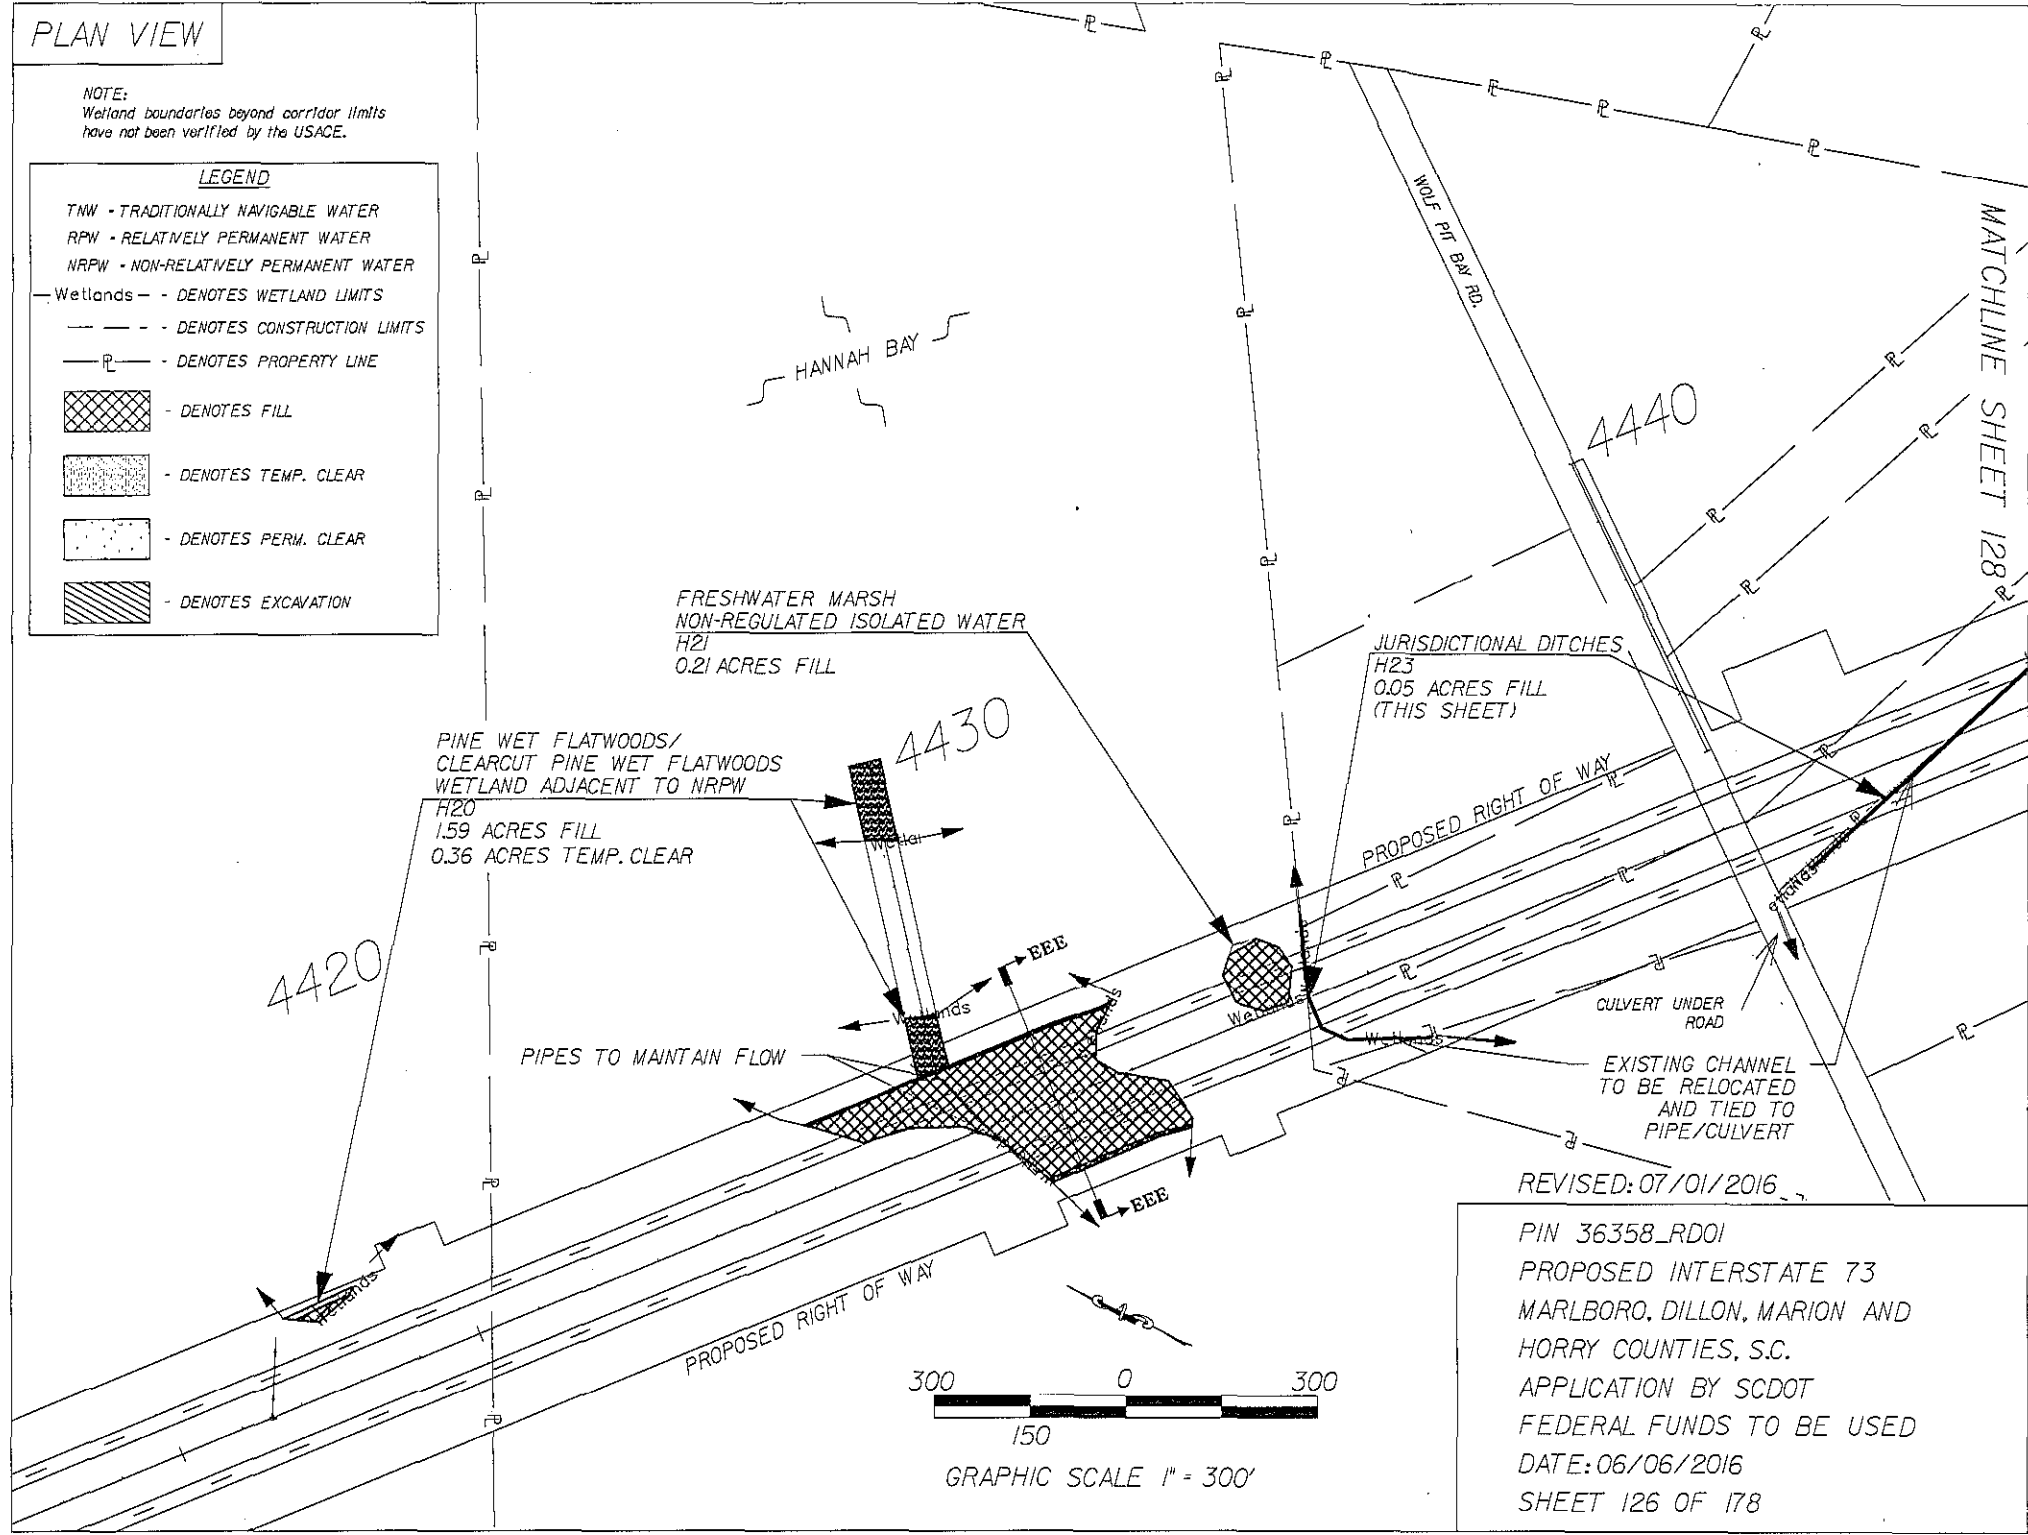 PLAN VIEW
NOTE:
Wetland boundaries beyond corridor limits
have not been verified by the USACE.
LEGEND
TNW - TRADITIONALLY NAVIGABLE WATER
RPW - RELATIVELY PERMANENT WATER
NRPW - NON-RELATIVELY PERMANENT WATER
Wetlands - DENOTES WETLAND LIMITS
- DENOTES CONSTRUCTION LIMITS
PL - DENOTES PROPERTY LINE
- DENOTES FILL
- DENOTES TEMP. CLEAR
- DENOTES PERM. CLEAR
- DENOTES EXCAVATION
HANNAH BAY
WOLF PIT BAY RD.
MATCHLINE SHEET 128
4440
FRESHWATER MARSH
NON-REGULATED ISOLATED WATER
H21
0.21 ACRES FILL
JURISDICTIONAL DITCHES
H23
0.05 ACRES FILL
(THIS SHEET)
4430
PINE WET FLATWOODS/
CLEARCUT PINE WET FLATWOODS
WETLAND ADJACENT TO NRPW
H20
1.59 ACRES FILL
0.36 ACRES TEMP. CLEAR
Wetlan
PROPOSED RIGHT OF WAY
4420
EEE
Wetlands
Wetlands
etlands
Wetlands
PIPES TO MAINTAIN FLOW
CULVERT UNDER
ROAD
EXISTING CHANNEL
TO BE RELOCATED
AND TIED TO
PIPE/CULVERT
EEE
Wetlands
PROPOSED RIGHT OF WAY
300 0 300
150
GRAPHIC SCALE 1" = 300'
REVISED: 07/01/2016
PIN 36358_RD01
PROPOSED INTERSTATE 73
MARLBORO, DILLON, MARION AND
HORRY COUNTIES, S.C.
APPLICATION BY SCDOT
FEDERAL FUNDS TO BE USED
DATE: 06/06/2016
SHEET 126 OF 178